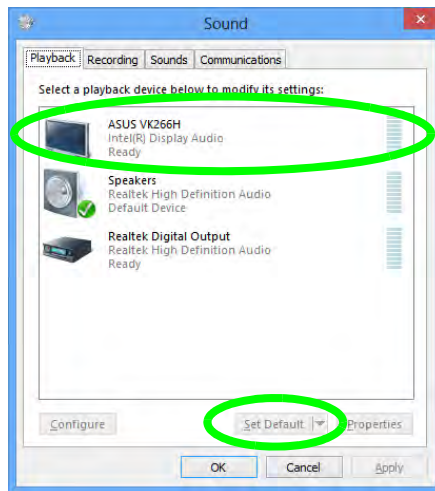 Sound
Playback Recording Sounds Communications
Select a playback device below to modify its settings:
ASUS VK266H
Intel(R) Display Audio
Ready
Speakers
Realtek High Definition Audio
Default Device
Realtek Digital Output
Realtek High Definition Audio
Ready
Configure Set Default Properties
OK Cancel Apply